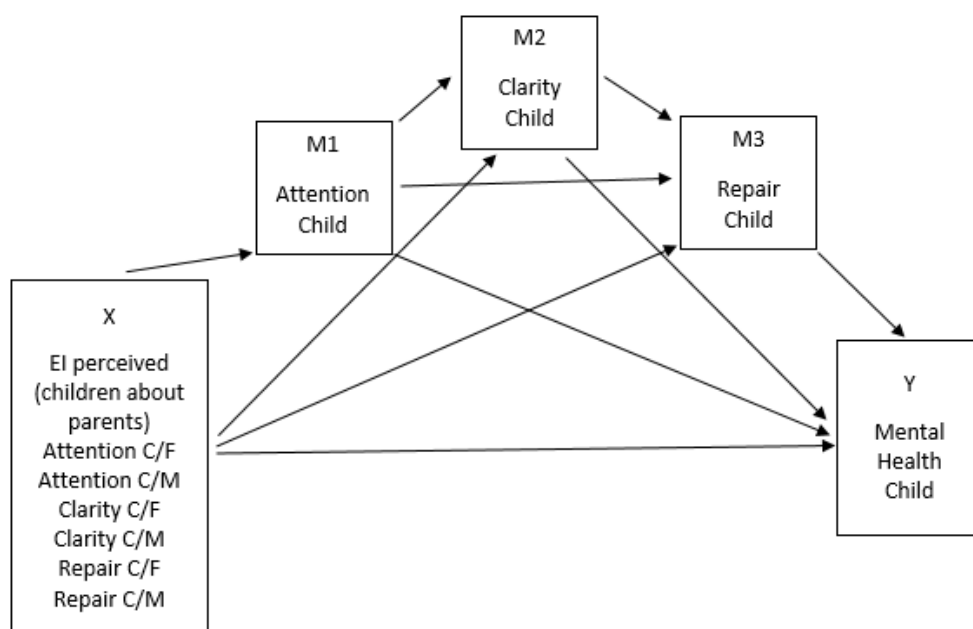 M2
Clarity
Child
M1
Attention
Child
M3
Repair
Child
X
EI perceived
(children about
parents)
Attention C/F
Attention C/M
Clarity C/F
Clarity C/M
Repair C/F
Repair C/M
Y
Mental
Health
Child